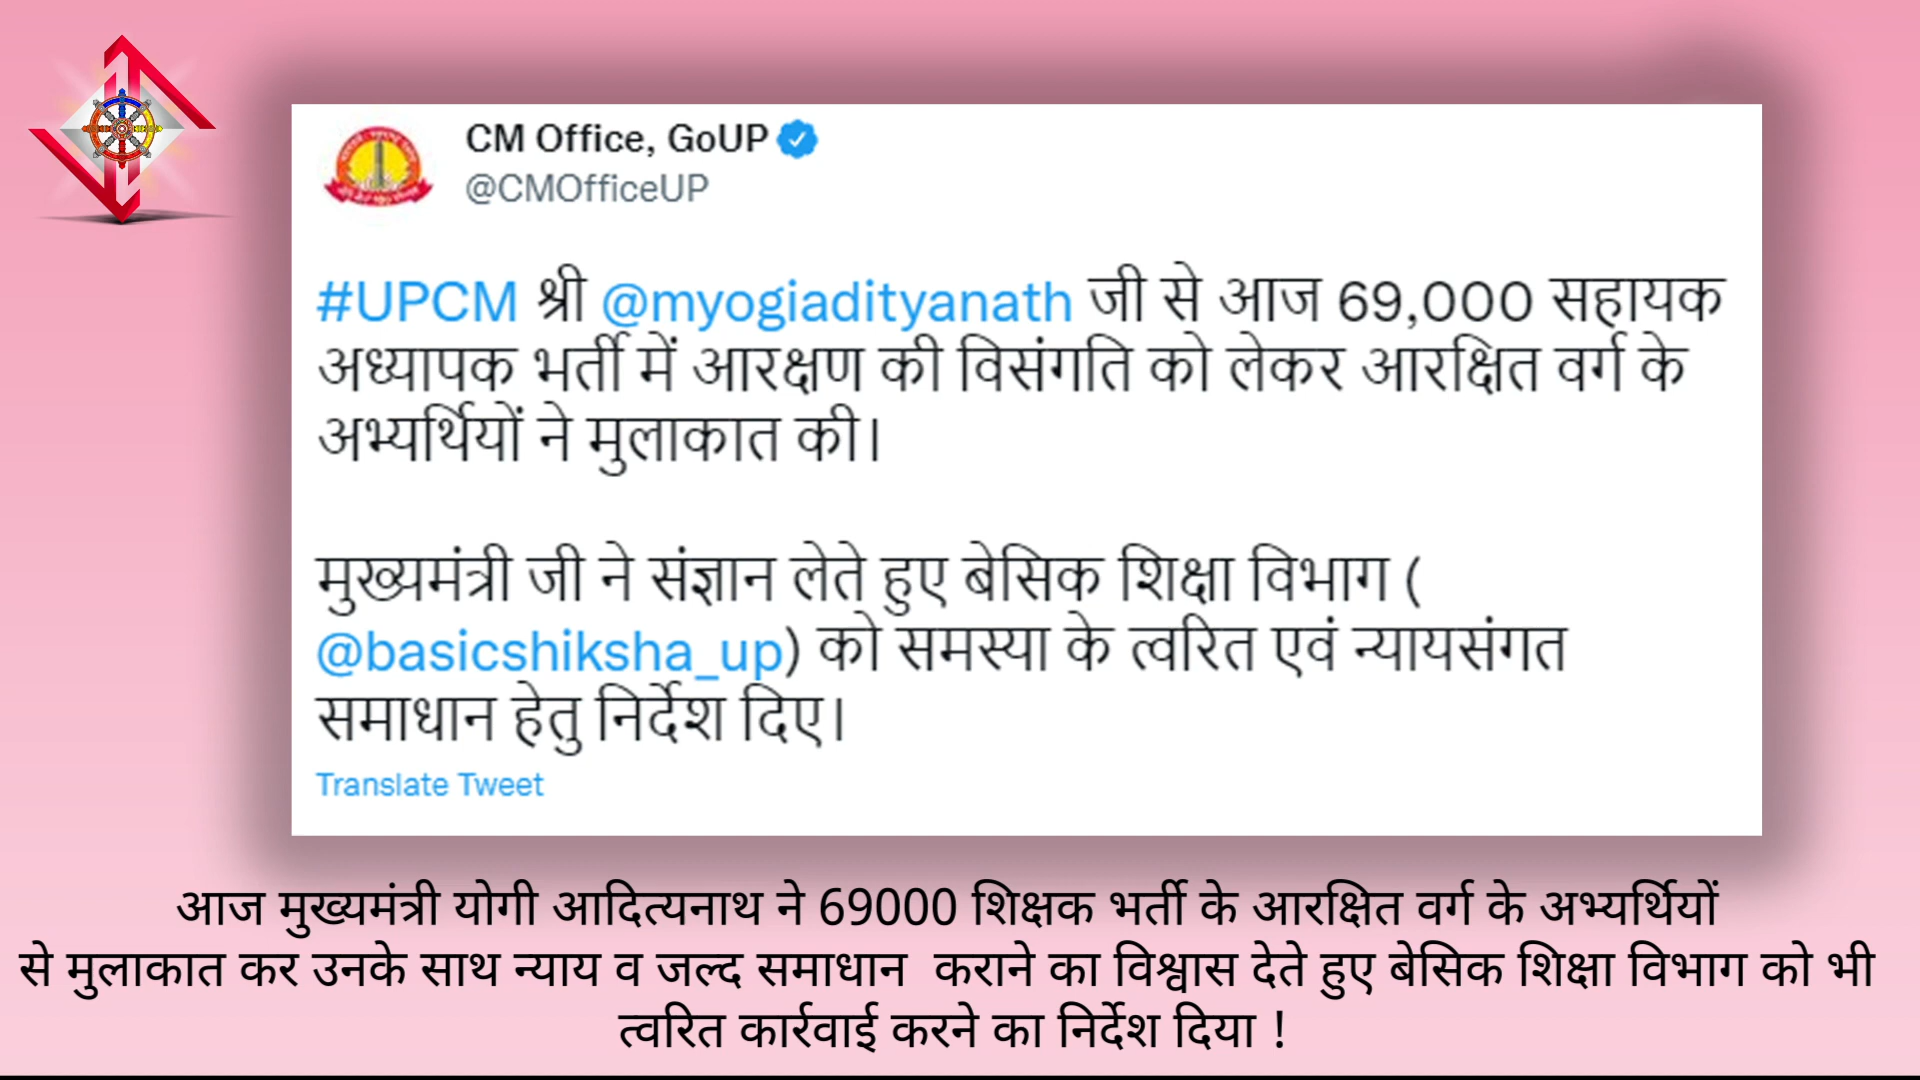 CM Office, GoUP
@CMOfficeUP
#UPCM श्री @myogiadityanath जी से आज 69,000 सहायक
अध्यापक भर्ती में आरक्षण की विसंगति को लेकर आरक्षित वर्ग के
अभ्यर्थियों ने मुलाकात की।
मुख्यमंत्री जी ने संज्ञान लेते हुए बेसिक शिक्षा विभाग (
@basicshiksha_up) को समस्या के त्वरित एवं न्यायसंगत
समाधान हेतु निर्देश दिए।
Translate Tweet
आज मुख्यमंत्री योगी आदित्यनाथ ने 69000 शिक्षक भर्ती के आरक्षित वर्ग के अभ्यर्थियों
से मुलाकात कर उनके साथ न्याय व जल्द समाधान  कराने का विश्वास देते हुए बेसिक शिक्षा विभाग को भी
त्वरित कार्रवाई करने का निर्देश दिया !